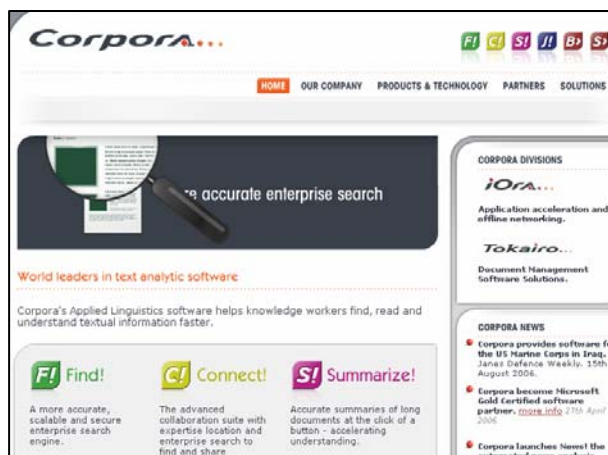 Corpora...
F! C! S! J! B› S›
HOME OUR COMPANY PRODUCTS & TECHNOLOGY PARTNERS SOLUTIONS
re accurate enterprise search
World leaders in text analytic software
Corpora's Applied Linguistics software helps knowledge workers find, read and
understand textual information faster.
F! Find!
A more accurate,
scalable and secure
enterprise search
engine.
C! Connect!
The advanced
collaboration suite with
expertise location and
enterprise search to
find and share
S! Summarize!
Accurate summaries of long
documents at the click of a
button - accelerating
understanding.
CORPORA DIVISIONS
iOra...
Application acceleration and
offline networking.
Tokairo...
Document Management
Software Solutions.
CORPORA NEWS
Corpora provides software f
the US Marine Corps in Iraq.
Janes Defence Weekly. 15th
August 2006.
Corpora become Microsoft
Gold Certified software
partner. more info 27th April
2006
Corpora launches News! the
automated news analysis